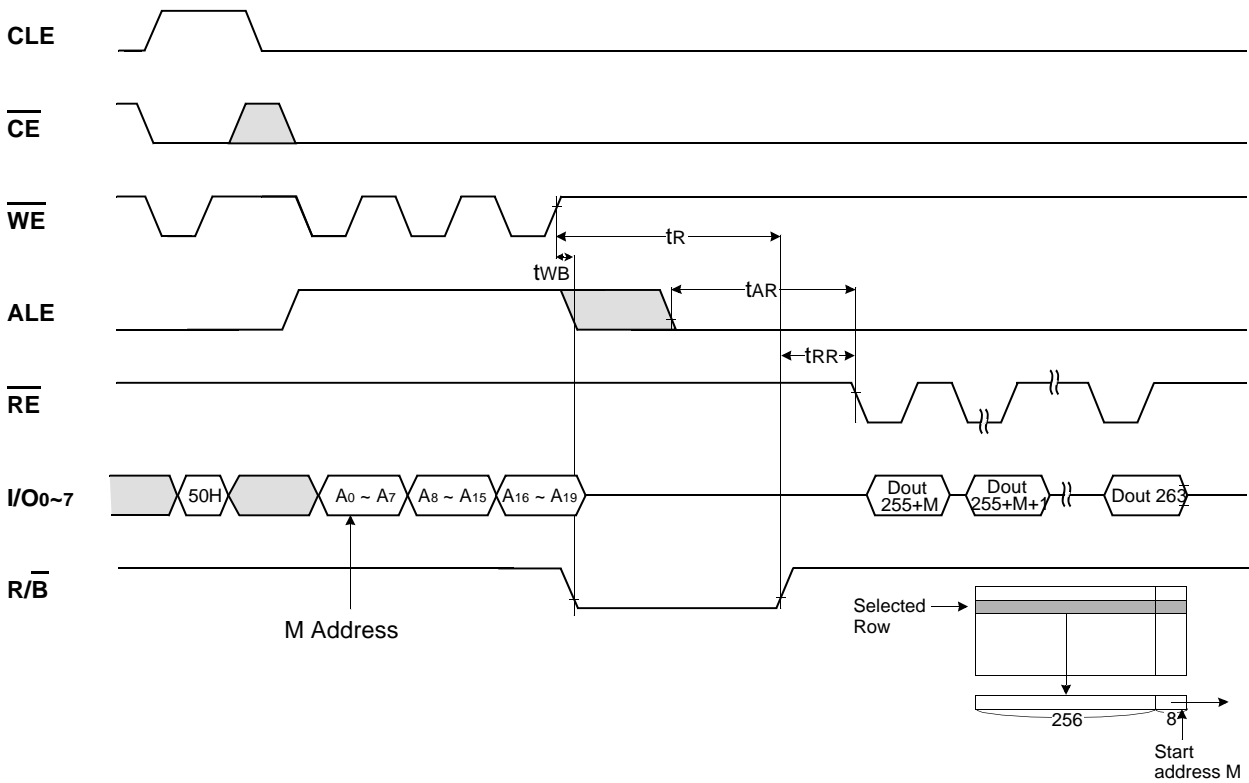 CLE
CE
WE
tR
tWB
ALE
tAR
tRR
RE
I/O0~7
50H
A0 ~ A7
A8 ~ A15
A16 ~ A19
Dout
255+M
Dout
255+M+1
Dout 263
R/B
M Address
Selected
Row
256
8
Start
address M